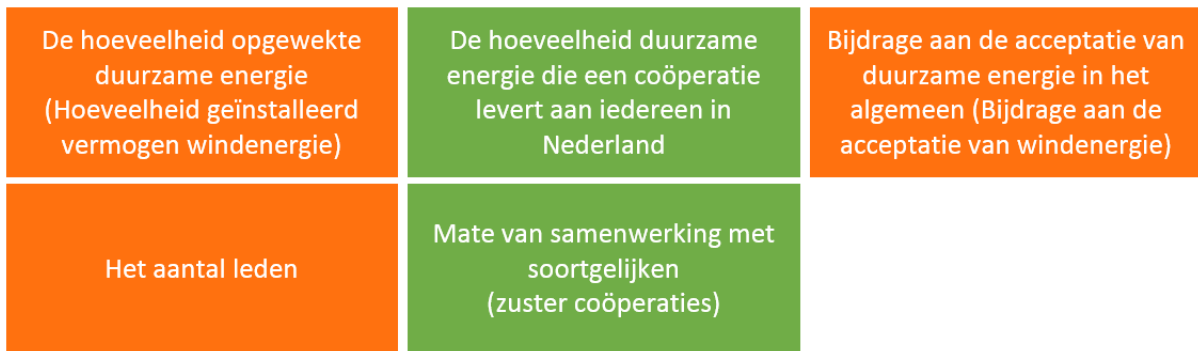 De hoeveelheid opgewekte
duurzame energie
(Hoeveelheid geïnstalleerd
vermogen windenergie)
De hoeveelheid duurzame
energie die een coöperatie
levert aan iedereen in
Nederland
Bijdrage aan de acceptatie van
duurzame energie in het
algemeen (Bijdrage aan de
acceptatie van windenergie)
Het aantal leden
Mate van samenwerking met
soortgelijken
(zuster coöperaties)